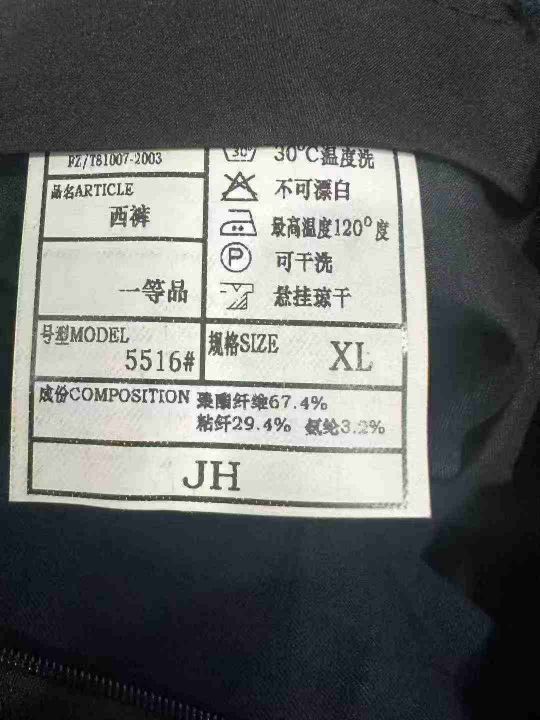 FZ/T81007-2003
品名ARTICLE
西裤
一等品
30°
30°C温度洗
不可漂白
最高温度120°度
P
可干洗
悬挂琼干
号型MODEL
5516#
规格SIZE
XL
成份COMPOSITION 聚酯纤维67.4%
粘纤29.4% 氨纶3.2%
JH